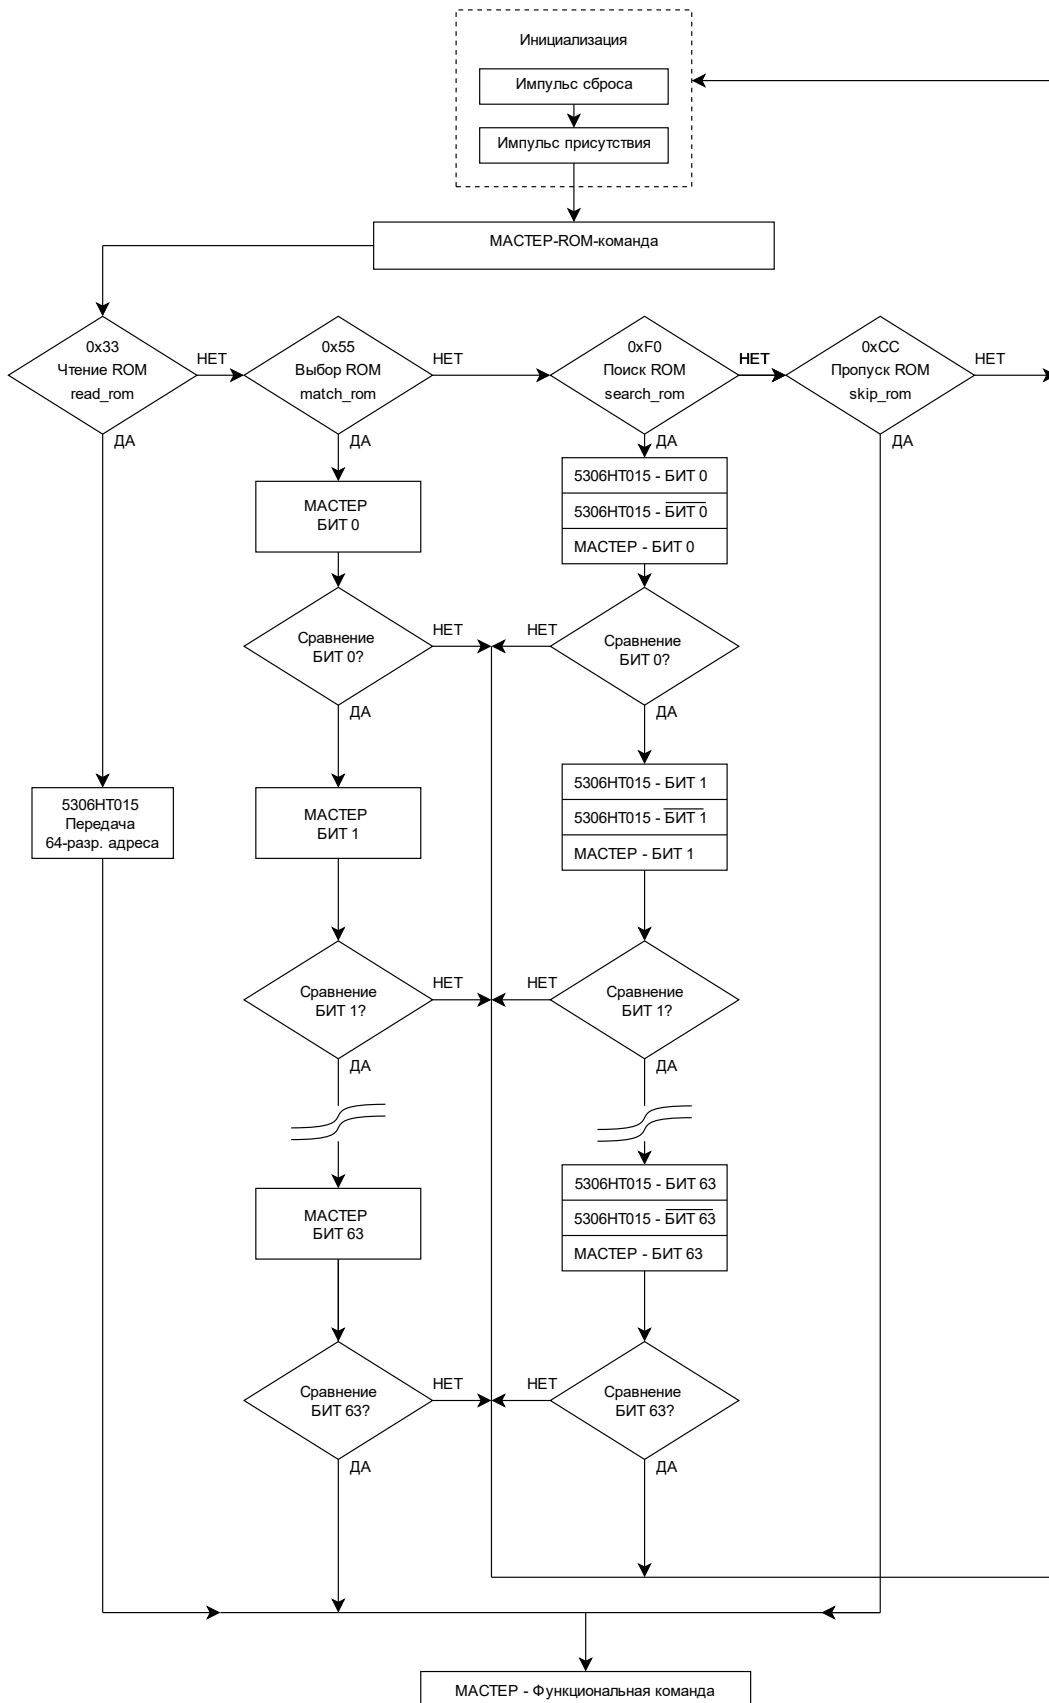 Инициализация
Импульс сброса
Импульс присутствия
МАСТЕР-ROM-команда
0x33
Чтение ROM
read_rom
НЕТ
ДА
0x55
Выбор ROM
match_rom
НЕТ
ДА
0xF0
Поиск ROM
search_rom
НЕТ
ДА
0xCC
Пропуск ROM
skip_rom
НЕТ
ДА
МАСТЕР
БИТ 0
5306НТ015 - БИТ 0
5306НТ015 - БИТ 0
МАСТЕР - БИТ 0
Сравнение
БИТ 0?
НЕТ
ДА
НЕТ
Сравнение
БИТ 0?
ДА
5306НТ015
Передача
64-разр. адреса
МАСТЕР
БИТ 1
5306НТ015 - БИТ 1
5306НТ015 - БИТ 1
МАСТЕР - БИТ 1
Сравнение
БИТ 1?
НЕТ
ДА
НЕТ
Сравнение
БИТ 1?
ДА
МАСТЕР
БИТ 63
5306НТ015 - БИТ 63
5306НТ015 - БИТ 63
МАСТЕР - БИТ 63
Сравнение
БИТ 63?
НЕТ
ДА
НЕТ
Сравнение
БИТ 63?
ДА
МАСТЕР - Функциональная команда